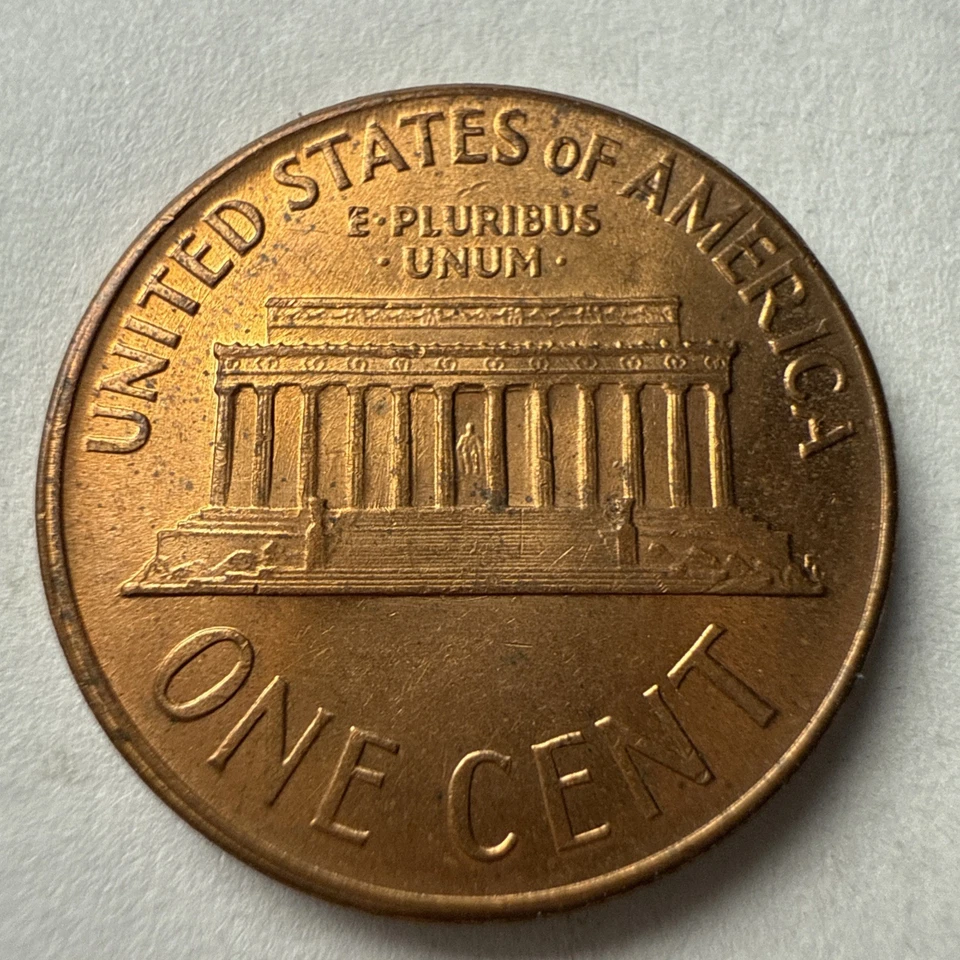 UNITED STATES oF AMERICA
E·PLURIBUS
·UNUM·
ONE CENT